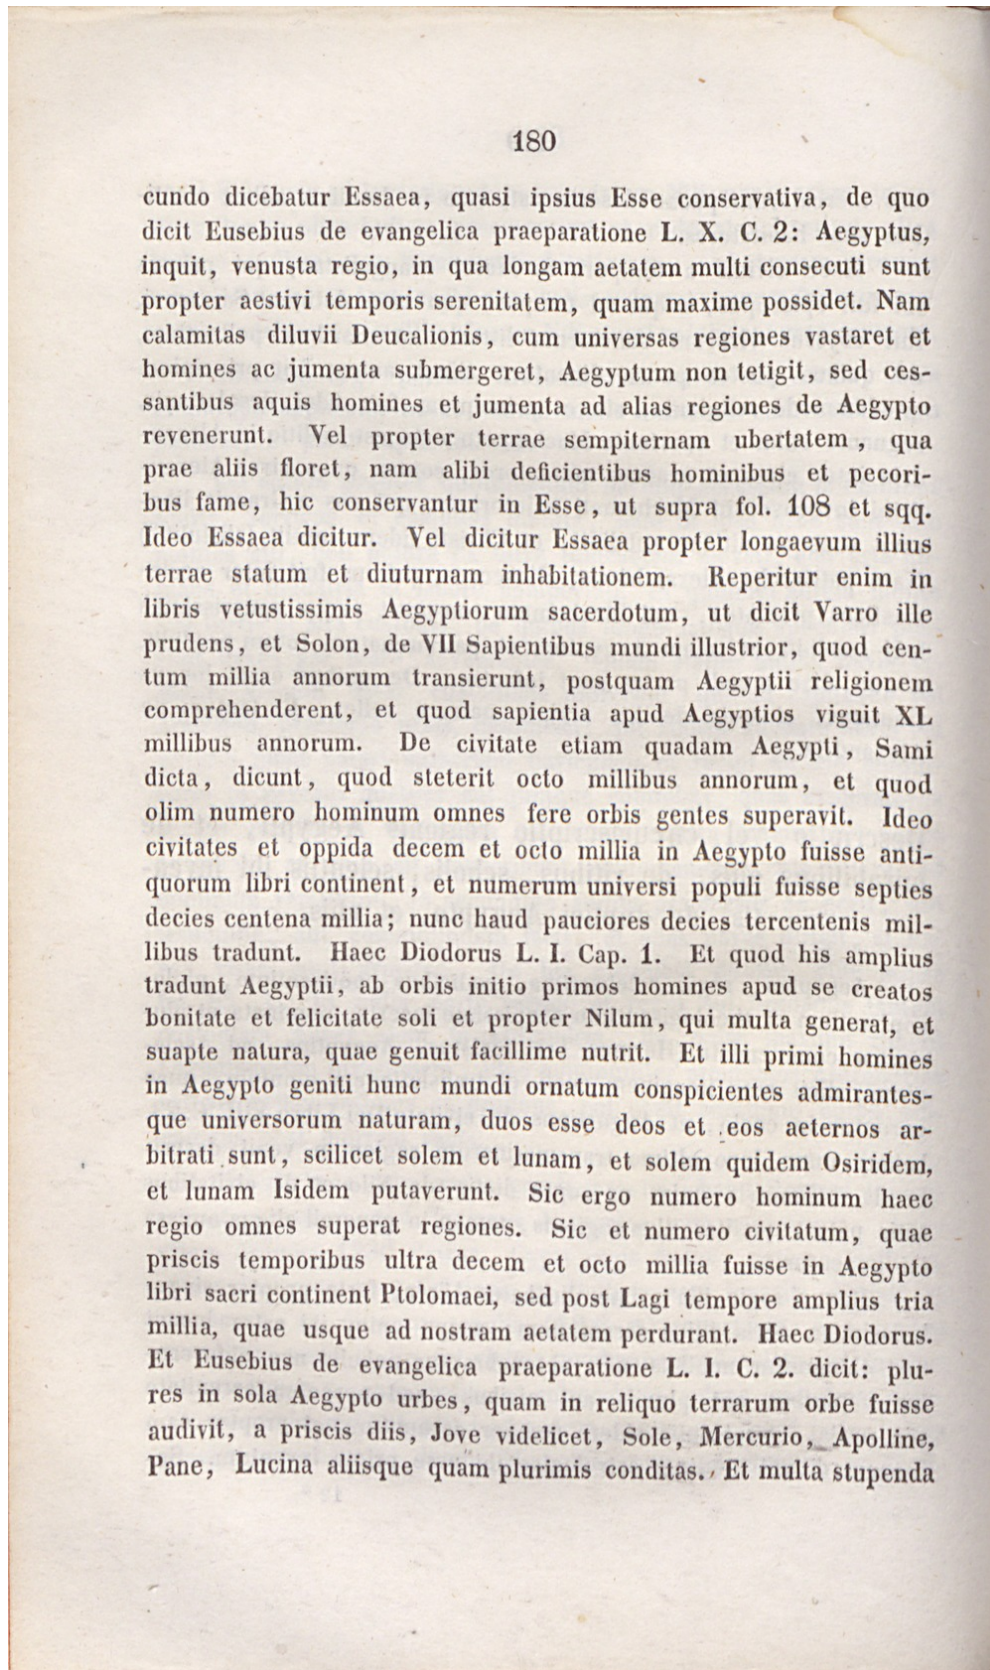 180
cundo dicebatur Essaea, quasi ipsius Esse conservativa, de quo
dicit Eusebius de evangelica praeparatione L. X. C. 2: Aegyptus,
inquit, venusta regio, in qua longam aetatem multi consecuti sunt
propter aestivi temporis serenitatem, quam maxime possidet. Nam
calamitas diluvii Deucalionis, cum universas regiones vastaret et
homines ac jumenta submergeret, Aegyptum non tetigit, sed ces-
santibus aquis homines et jumenta ad alias regiones de Aegypto
revenerunt. Vel propter terrae sempiternam ubertatem, qua
prae aliis floret, nam alibi deficientibus hominibus et pecori-
bus fame, hic conservantur in Esse, ut supra fol. 108 et sqq.
Ideo Essaea dicitur. Vel dicitur Essaea propter longaevum illius
terrae statum et diuturnam inhabitationem. Reperitur enim in
libris vetustissimis Aegyptiorum sacerdotum, ut dicit Varro ille
prudens, et Solon, de VII Sapientibus mundi illustrior, quod cen-
tum millia annorum transierunt, postquam Aegyptii religionem
comprehenderent, et quod sapientia apud Aegyptios viguit XL
millibus annorum. De civitate etiam quadam Aegypti, Sami
dicta, dicunt, quod steterit octo millibus annorum, et quod
olim numero hominum omnes fere orbis gentes superavit. Ideo
civitates et oppida decem et octo millia in Aegypto fuisse anti-
quorum libri continent, et numerum universi populi fuisse septies
decies centena millia; nunc haud pauciores decies tercentenis mil-
libus tradunt. Haec Diodorus L. I. Cap. 1. Et quod his amplius
tradunt Aegyptii, ab orbis initio primos homines apud se creatos
bonitate et felicitate soli et propter Nilum, qui multa generat, et
suapte natura, quae genuit facillime nutrit. Et illi primi homines
in Aegypto geniti hunc mundi ornatum conspicientes admirantes-
que universorum naturam, duos esse deos et eos aeternos ar-
bitrati sunt, scilicet solem et lunam, et solem quidem Osiridem,
et lunam Isidem putaverunt. Sic ergo numero hominum haec
regio omnes superat regiones. Sic et numero civitatum, quae
priscis temporibus ultra decem et octo millia fuisse in Aegypto
libri sacri continent Ptolomaei, sed post Lagi tempore amplius tria
millia, quae usque ad nostram aetatem perdurant. Haec Diodorus.
Et Eusebius de evangelica praeparatione L. I. C. 2. dicit: plu-
res in sola Aegypto urbes, quam in reliquo terrarum orbe fuisse
audivit, a priscis diis, Jove videlicet, Sole, Mercurio, Apolline,
Pane, Lucina aliisque quam plurimis conditas. Et multa stupenda